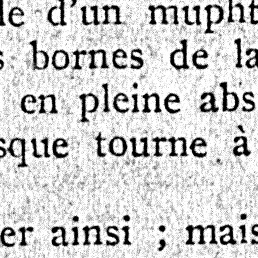 le d'un mupht
s bornes de la
en pleine abs
sque tourne à
er ainsi ; mais